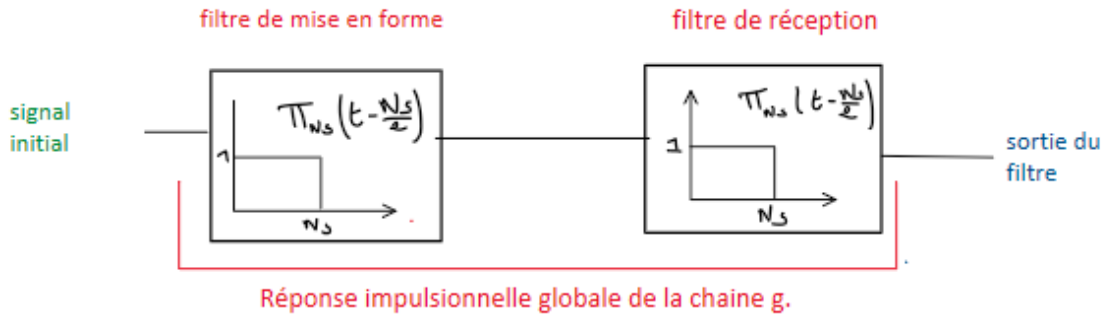 filtre de mise en forme
filtre de réception
signal
initial
Π_Ns (t - Ns/2)
1
Ns
Π_Ns (t - Ns/2)
1
Ns
sortie du
filtre
Réponse impulsionnelle globale de la chaine g.